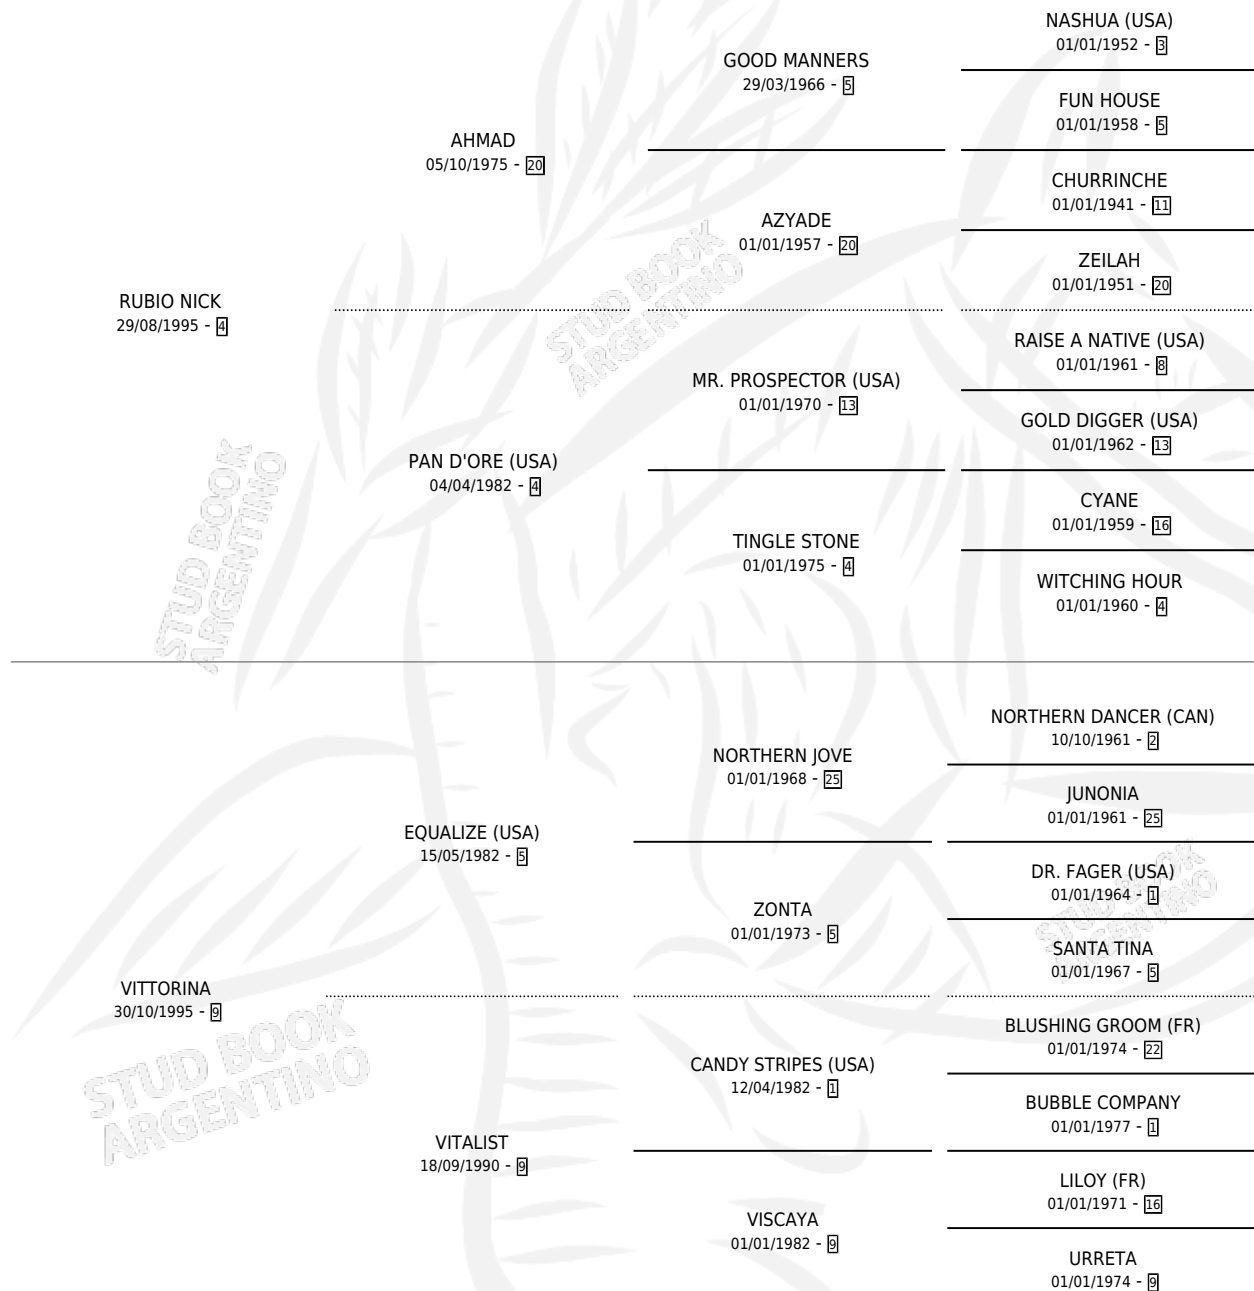 NASHUA (USA)
01/01/1952 - 3
GOOD MANNERS
29/03/1966 - 5
FUN HOUSE
01/01/1958 - 5
AHMAD
05/10/1975 - 20
CHURRINCHE
01/01/1941 - 11
AZYADE
01/01/1957 - 20
ZEILAH
01/01/1951 - 20
RUBIO NICK
29/08/1995 - 4
STUD BOOK
ARGENTINO
RAISE A NATIVE (USA)
01/01/1961 - 8
MR. PROSPECTOR (USA)
01/01/1970 - 13
GOLD DIGGER (USA)
01/01/1962 - 13
PAN D'ORE (USA)
04/04/1982 - 4
CYANE
01/01/1959 - 16
TINGLE STONE
01/01/1975 - 4
WITCHING HOUR
01/01/1960 - 4
STUD BOOK
ARGENTINO
NORTHERN DANCER (CAN)
10/10/1961 - 2
NORTHERN JOVE
01/01/1968 - 25
JUNONIA
01/01/1961 - 25
EQUALIZE (USA)
15/05/1982 - 5
DR. FAGER (USA)
01/01/1964 - 1
ZONTA
01/01/1973 - 5
STUD BOOK
ARGENTINO
SANTA TINA
01/01/1967 - 5
VITTORINA
30/10/1995 - 9
BLUSHING GROOM (FR)
01/01/1974 - 22
CANDY STRIPES (USA)
12/04/1982 - 1
BUBBLE COMPANY
01/01/1977 - 1
STUD BOOK
ARGENTINO
VITALIST
18/09/1990 - 9
LILOY (FR)
01/01/1971 - 16
VISCAYA
01/01/1982 - 9
URRETA
01/01/1974 - 9